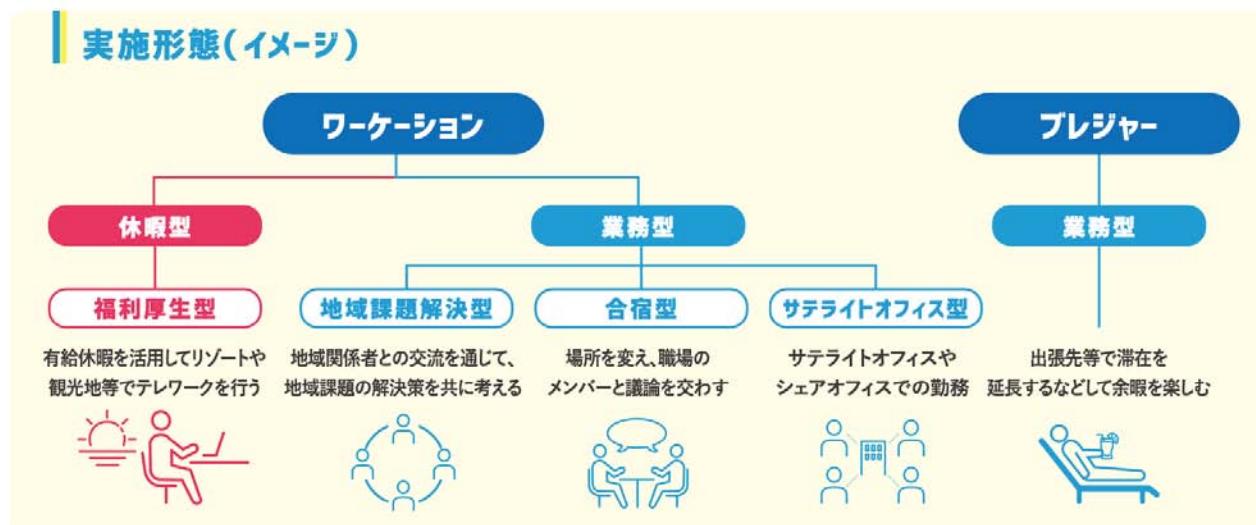 実施形態(イメージ)
ワーケーション
ブレジャー
休暇型
業務型
業務型
福利厚生型
地域課題解決型
合宿型
サテライトオフィス型
有給休暇を活用してリゾートや
観光地等でテレワークを行う
地域関係者との交流を通じて、
地域課題の解決策を共に考える
場所を変え、職場の
メンバーと議論を交わす
サテライトオフィスや
シェアオフィスでの勤務
出張先等で滞在を
延長するなどして余暇を楽しむ